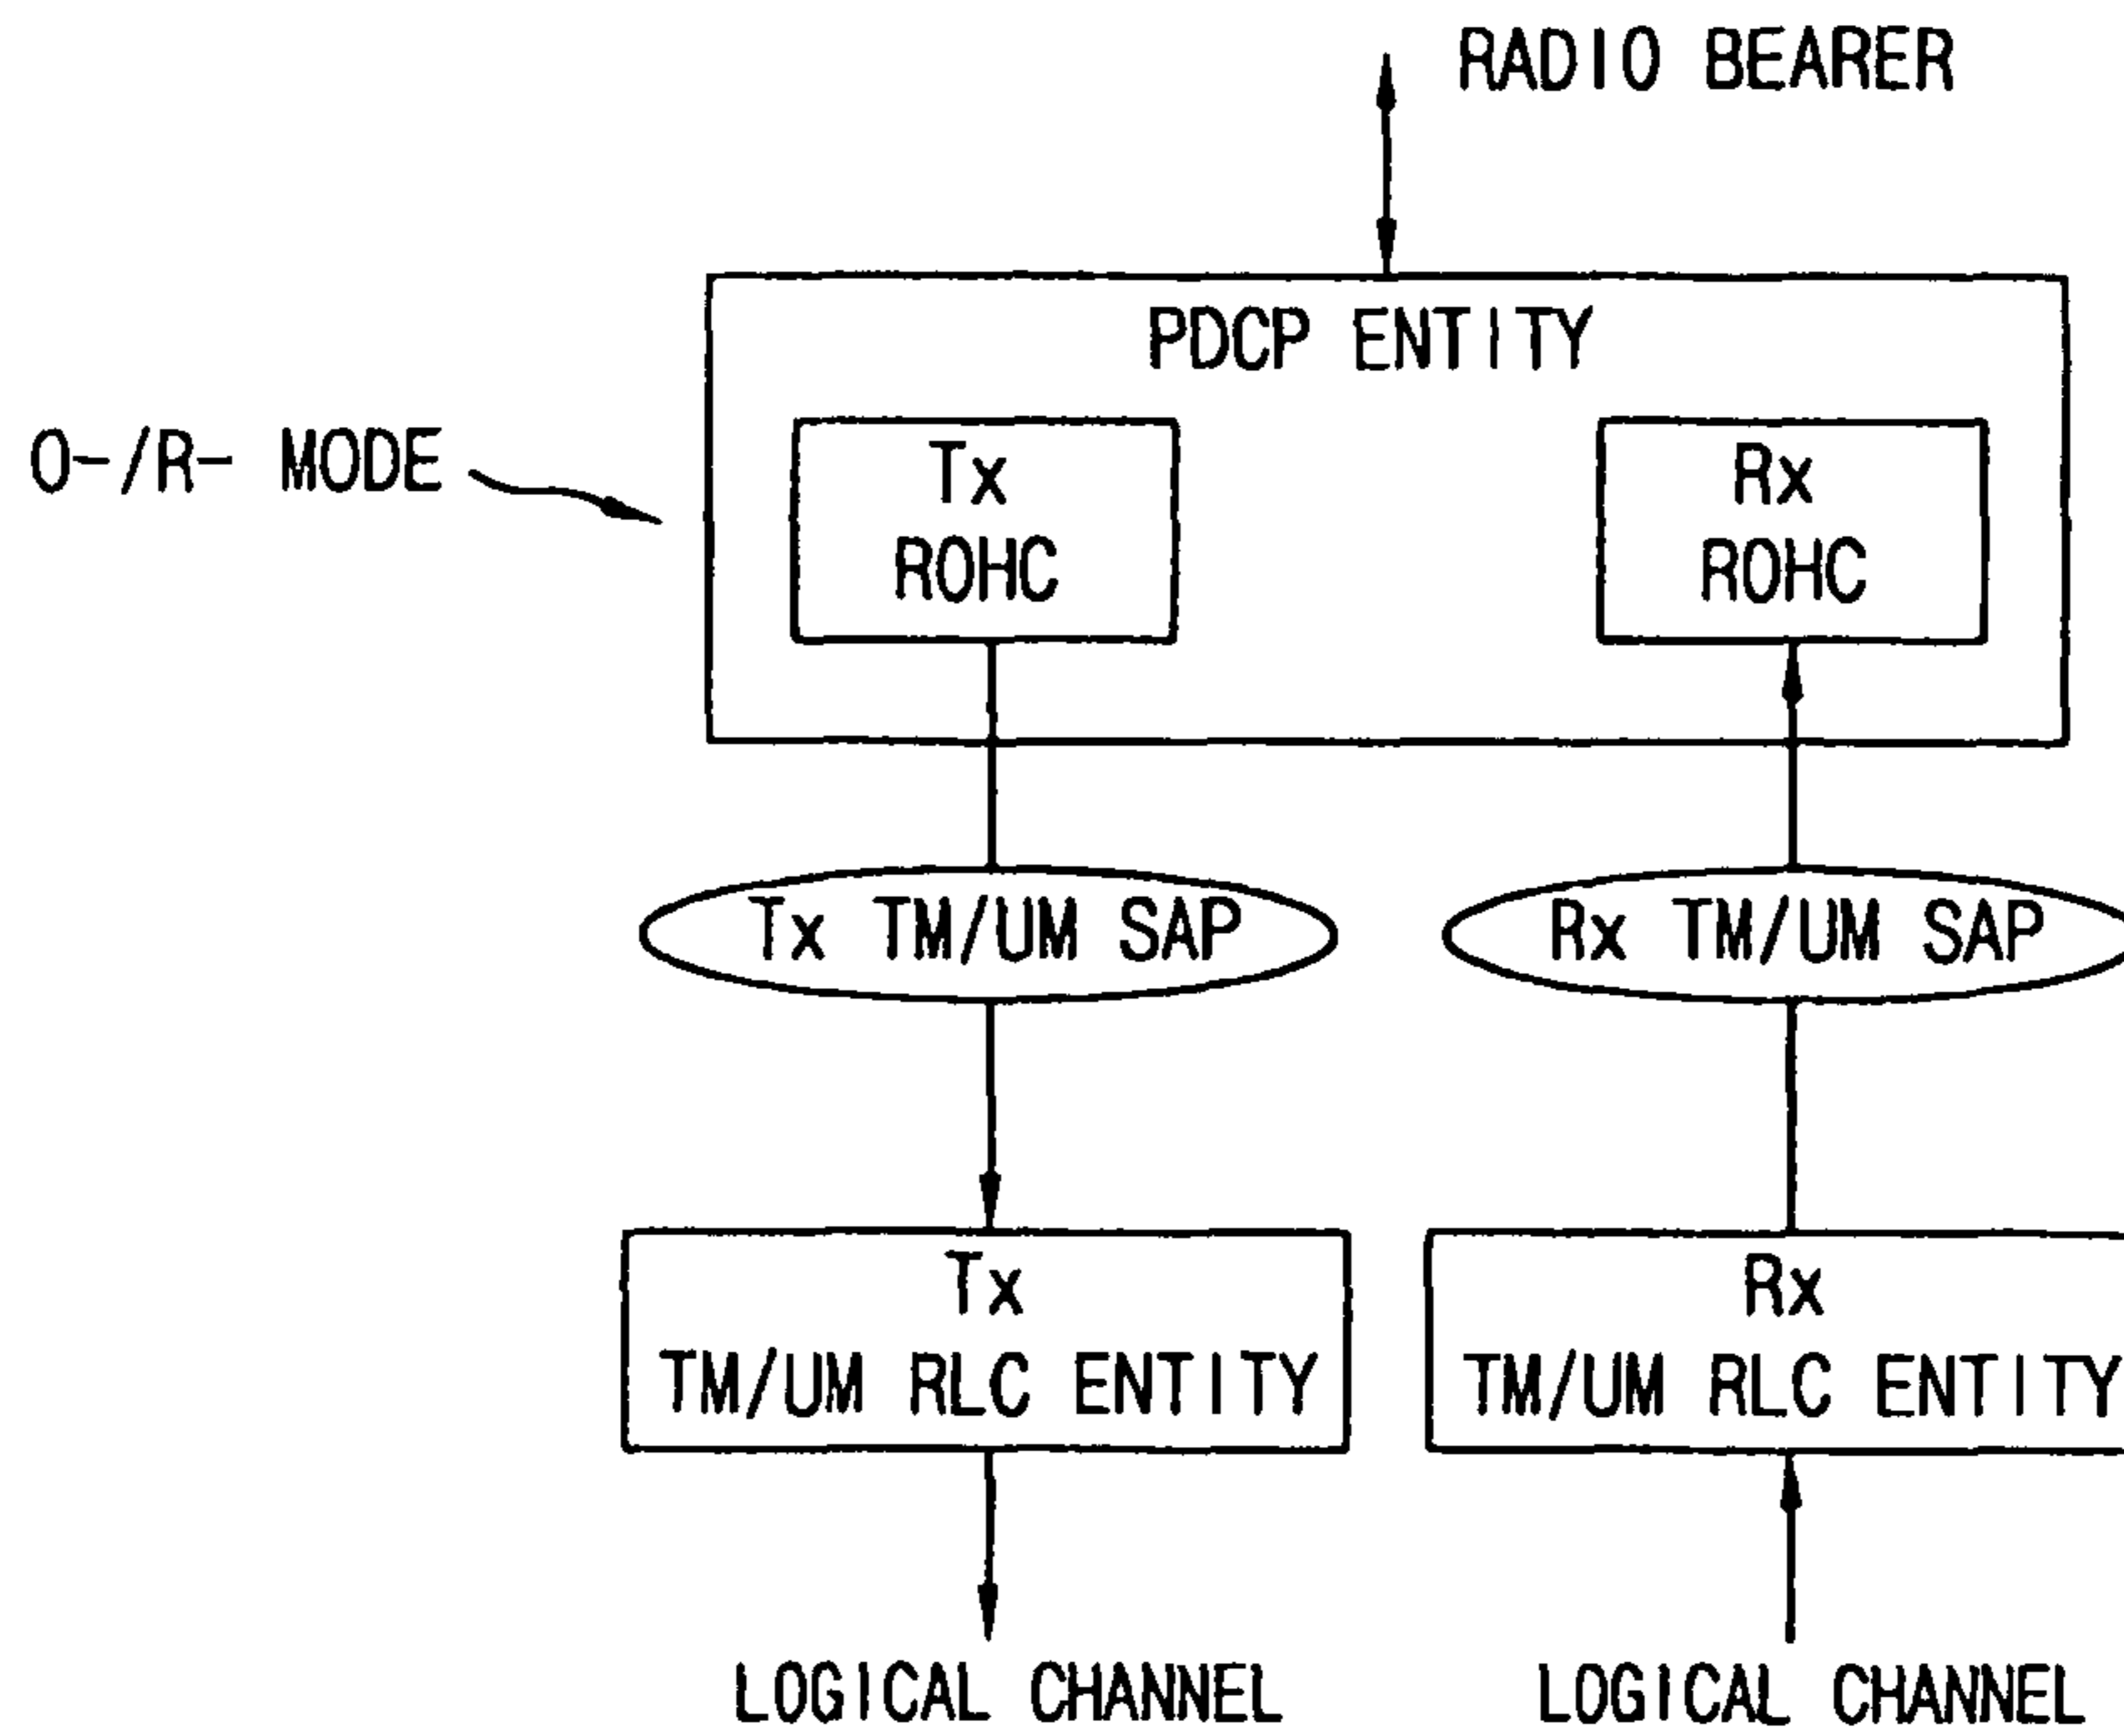 RADIO BEARER
PDCP ENTITY
O-/R- MODE
Tx
ROHC
Rx
ROHC
Tx TM/UM SAP
Rx TM/UM SAP
Tx
TM/UM RLC ENTITY
Rx
TM/UM RLC ENTITY
LOGICAL CHANNEL
LOGICAL CHANNEL